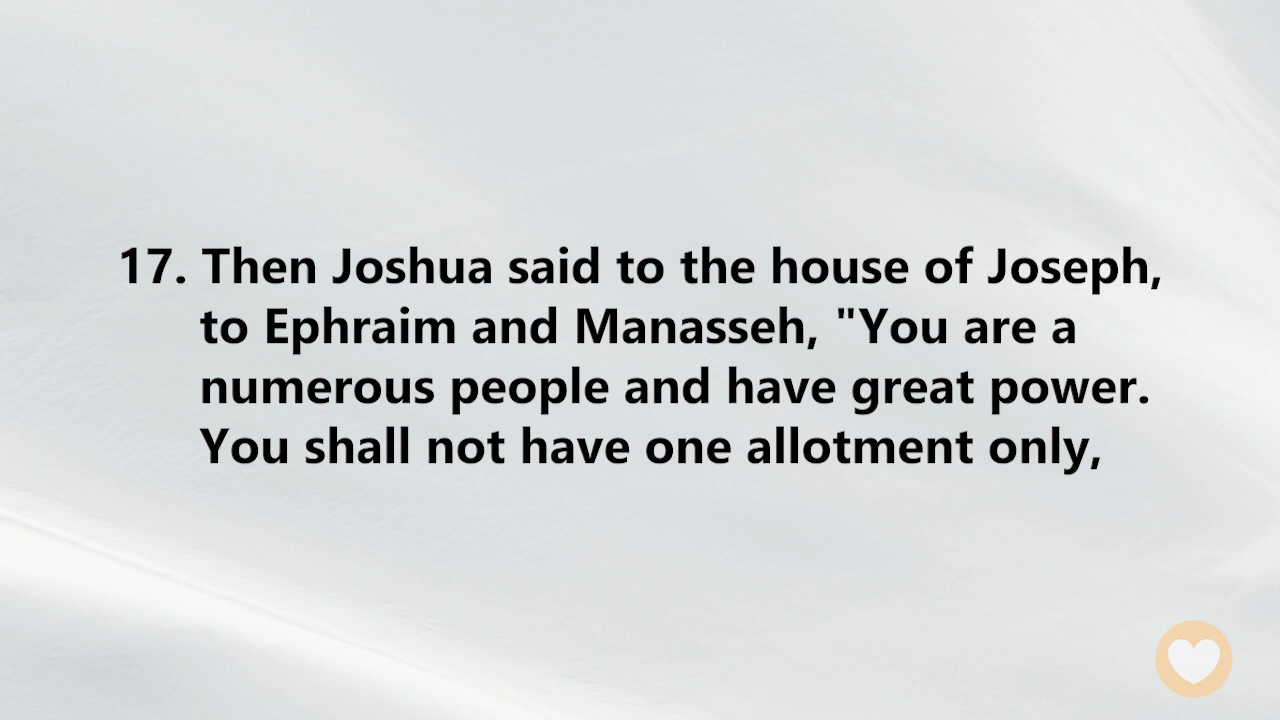 17. Then Joshua said to the house of Joseph,
to Ephraim and Manasseh, "You are a
numerous people and have great power.
You shall not have one allotment only,